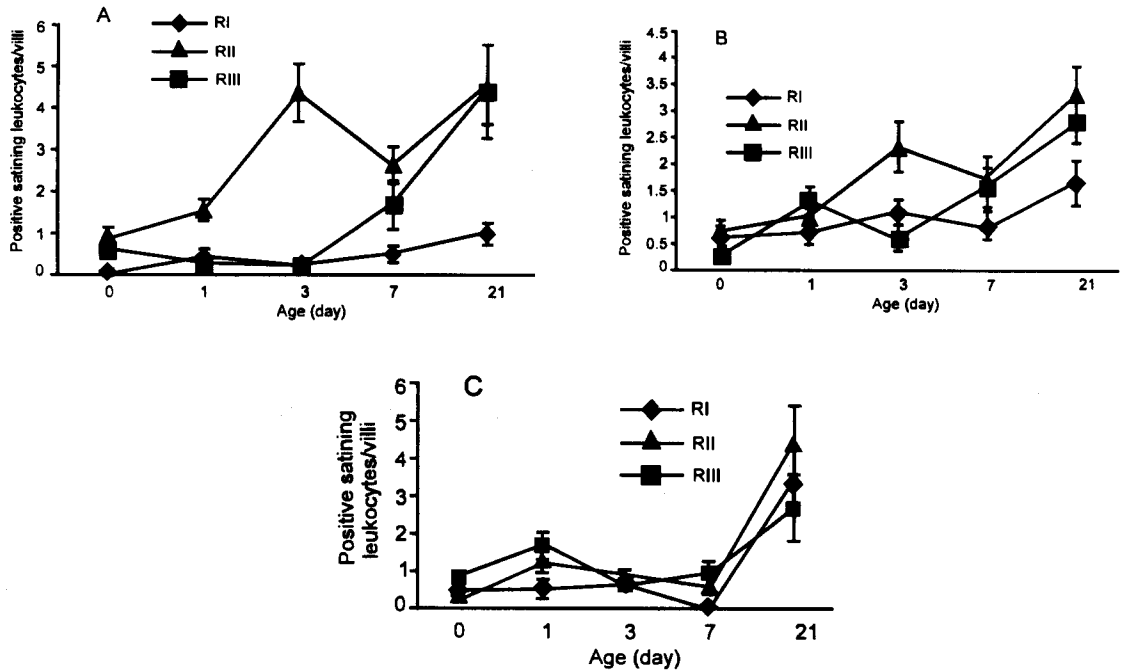 A
RI
RII
RIII
Positive satining leukocytes/villi
6
5
4
3
2
1
0
0 1 3 7 21
Age (day)
B
RI
RII
RIII
Positive satining leukocytes/villi
4.5
4
3.5
3
2.5
2
1.5
1
0.5
0
0 1 3 7 21
Age (day)
C
RI
RII
RIII
Positive satining
leukocytes/villi
6
5
4
3
2
1
0
0 1 3 7 21
Age (day)